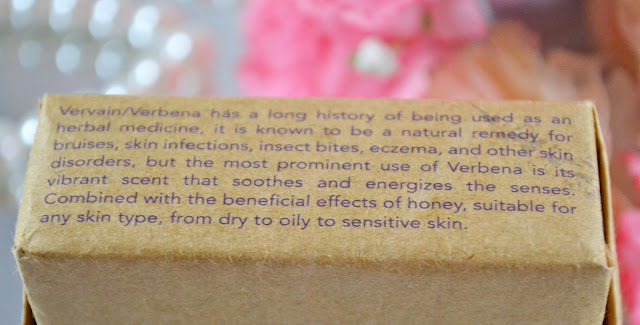 Vervain/Verbena has a long history of being used as an
herbal medicine, it is known to be a natural remedy for
bruises, skin infections, insect bites, eczema, and other skin
disorders, but the most prominent use of Verbena is its
vibrant scent that soothes and energizes the senses.
Combined with the beneficial effects of honey, suitable for
any skin type, from dry to oily to sensitive skin.